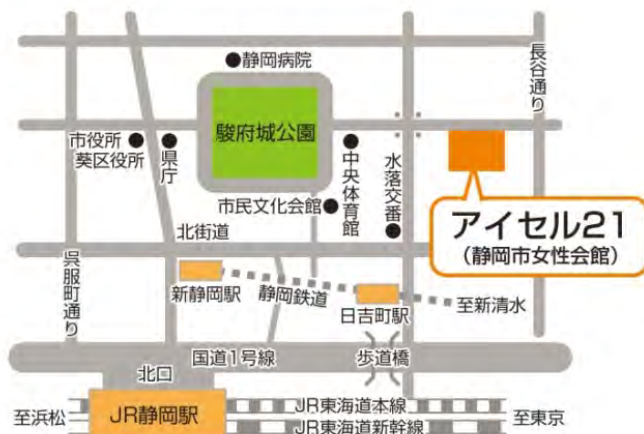 静岡病院
長谷通り
駿府城公園
市役所
葵区役所
県庁
中央体育館
水落交番
市民文化会館
アイセル21
(静岡市女性会館)
北街道
呉服町通り
新静岡駅
静岡鉄道
日吉町駅
至新清水
国道1号線
歩道橋
北口
至浜松
JR静岡駅
JR東海道本線
JR東海道新幹線
至東京